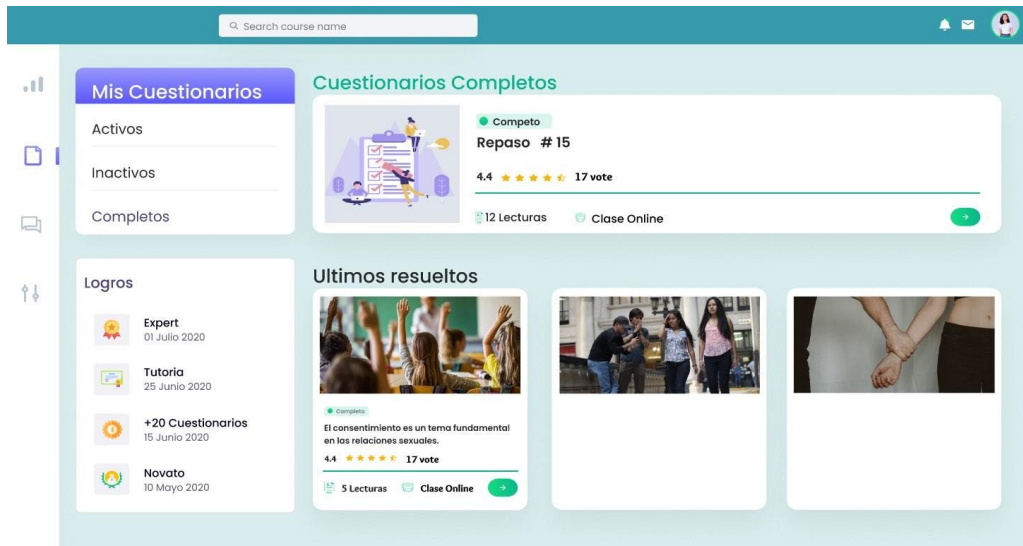 Search course name
Mis Cuestionarios
Activos
Inactivos
Completos
Cuestionarios Completos
Competo
Repaso # 15
4.4 17 vote
12 Lecturas Clase Online
Logros
Expert
01 Julio 2020
Tutoria
25 Junio 2020
+20 Cuestionarios
15 Junio 2020
Novato
10 Mayo 2020
Ultimos resueltos
Completo
El consentimiento es un tema fundamental
en las relaciones sexuales.
4.4 17 vote
5 Lecturas Clase Online